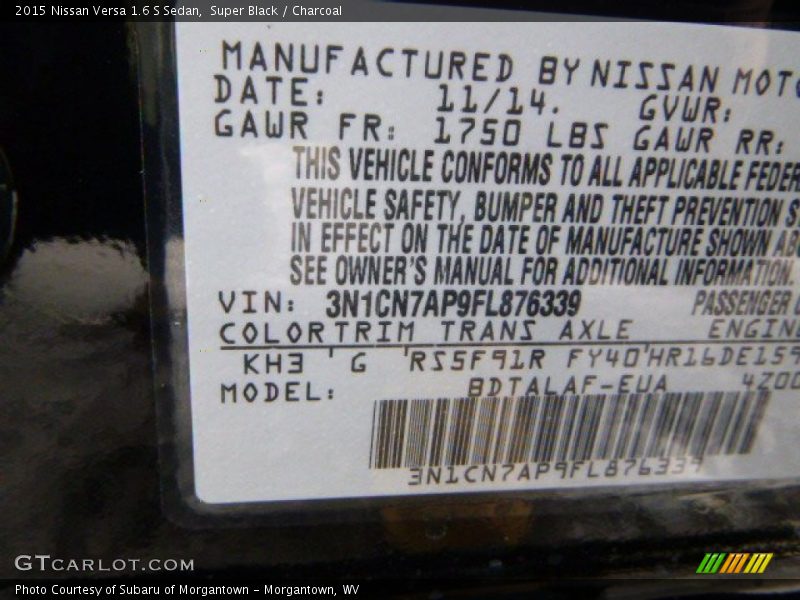 2015 Nissan Versa 1.6 S Sedan, Super Black / Charcoal
MANUFACTURED BY NISSAN MOTO
DATE: 11/14. GVWR:
GAWR FR: 1750 LBS GAWR RR:
THIS VEHICLE CONFORMS TO ALL APPLICABLE FEDER
VEHICLE SAFETY, BUMPER AND THEFT PREVENTION S
IN EFFECT ON THE DATE OF MANUFACTURE SHOWN ABO
SEE OWNER'S MANUAL FOR ADDITIONAL INFORMATION.
VIN: 3N1CN7AP9FL876339 PASSENGER C
COLORTRIM TRANS AXLE ENGINE
KH3 ' G 'RS5F91R FY40'HR16DE159
MODEL: BDTALAF-EUA 4Z00
3N1CN7AP9FL876339
GTCARLOT.COM
Photo Courtesy of Subaru of Morgantown - Morgantown, WV